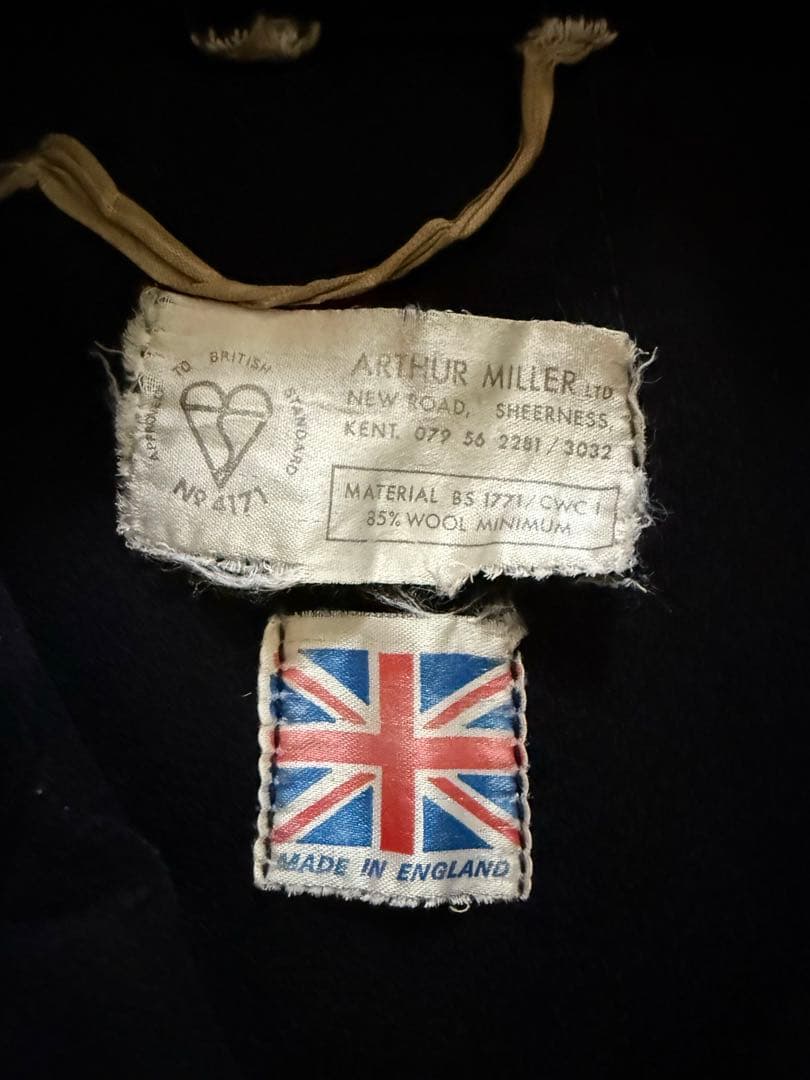 APPROVED TO BRITISH STANDARD
No 4171
ARTHUR MILLER LTD
NEW ROAD, SHEERNESS,
KENT. 079 56 2281/3032
MATERIAL BS 1771/CWC 1
85% WOOL MINIMUM
MADE IN ENGLAND